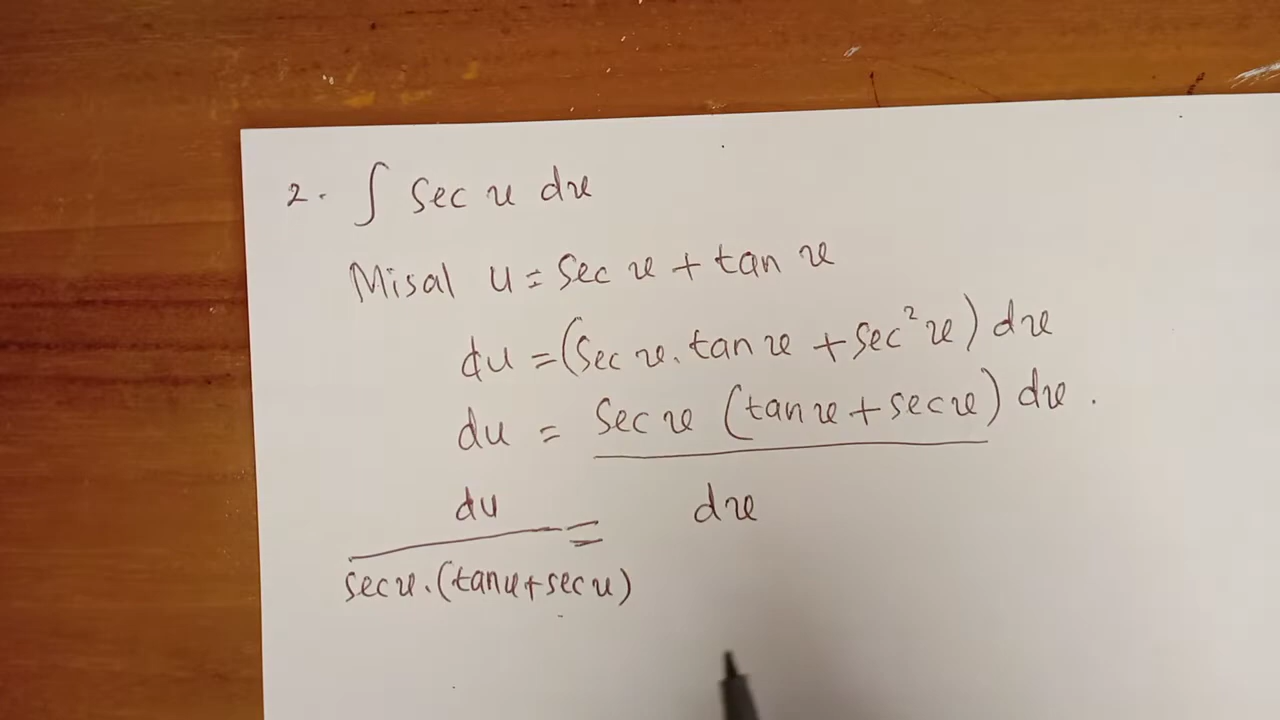 2. ∫ sec x dx
Misal u = sec x + tan x
du = (sec x . tan x + sec² x) dx
du = sec x (tan x + sec x) dx .
du = dx
sec x . (tan x + sec x)